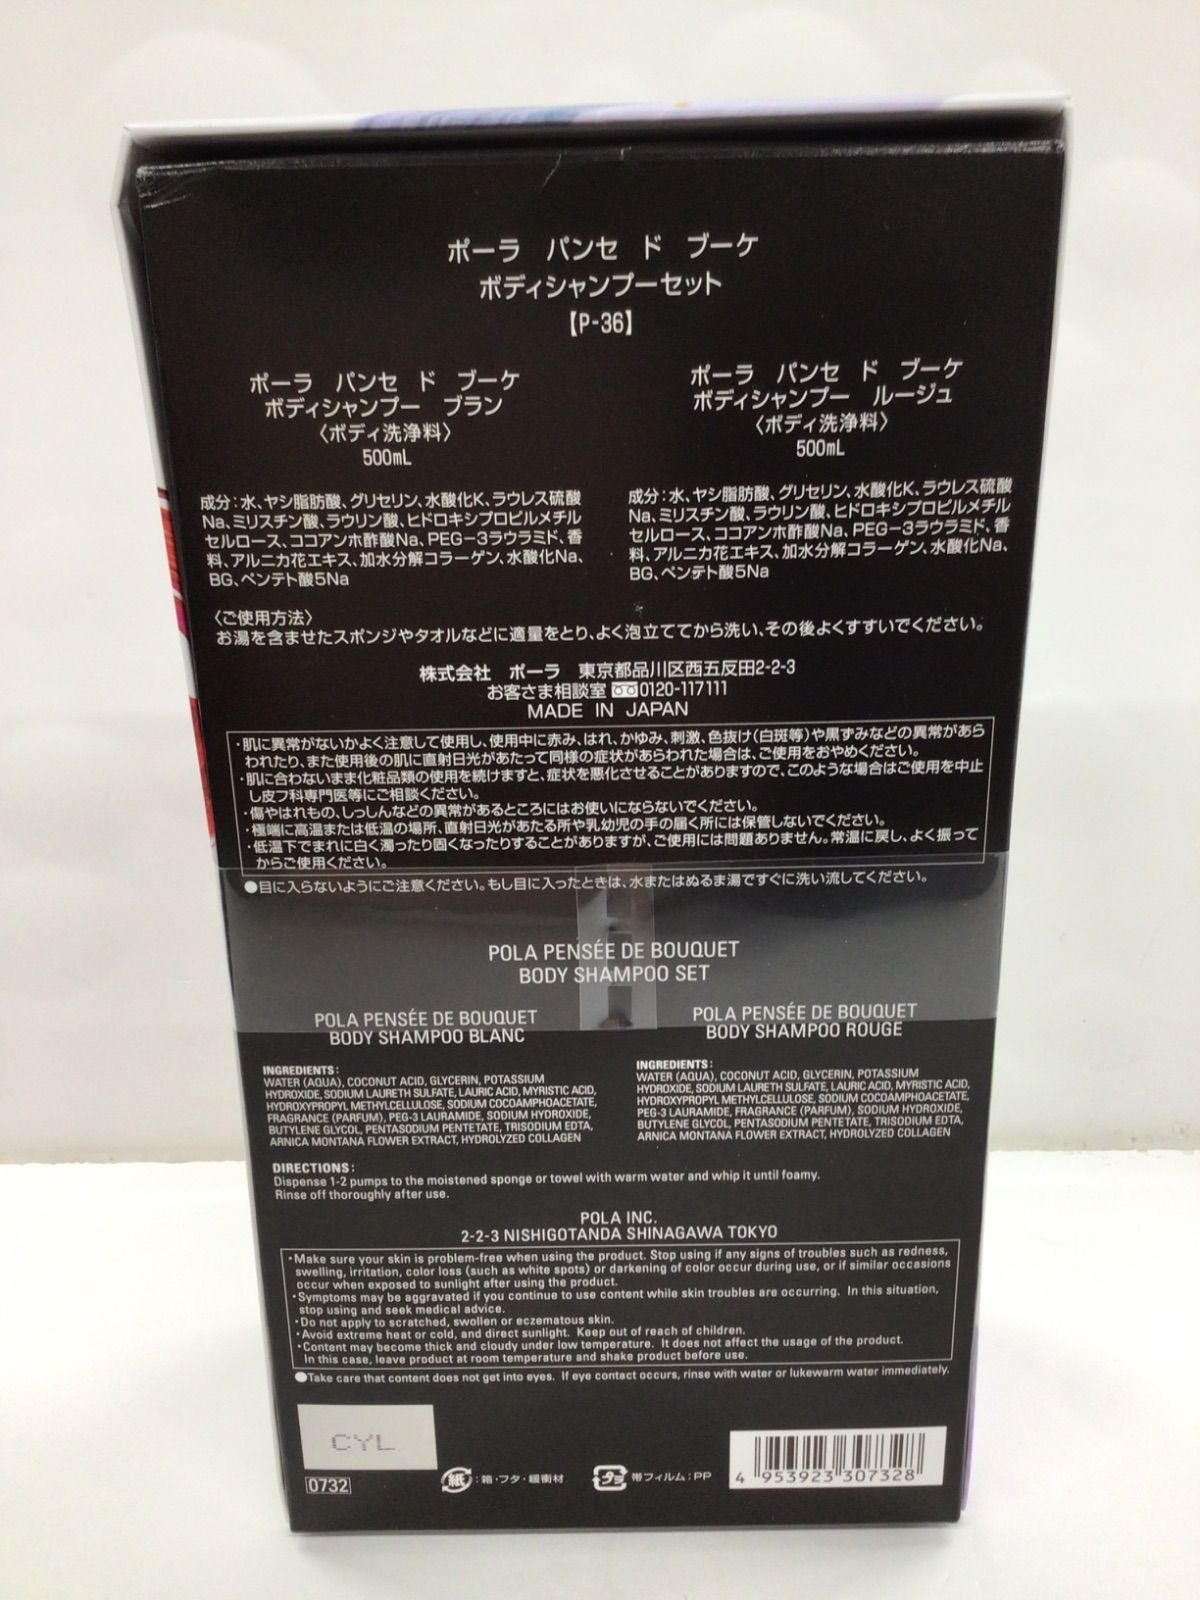 ポーラ パンセ ド ブーケ
ボディシャンプーセット
【P-36】
ポーラ パンセ ド ブーケ
ボディシャンプー ブラン
〈ボディ洗浄料〉
500mL
成分：水、ヤシ脂肪酸、グリセリン、水酸化K、ラウレス硫酸
Na、ミリスチン酸、ラウリン酸、ヒドロキシプロピルメチル
セルロース、ココアンホ酢酸Na、PEG-3ラウラミド、香
料、アルニカ花エキス、加水分解コラーゲン、水酸化Na、
BG、ペンテト酸5Na
ポーラ パンセ ド ブーケ
ボディシャンプー ルージュ
〈ボディ洗浄料〉
500mL
成分：水、ヤシ脂肪酸、グリセリン、水酸化K、ラウレス硫酸
Na、ミリスチン酸、ラウリン酸、ヒドロキシプロピルメチル
セルロース、ココアンホ酢酸Na、PEG-3ラウラミド、香
料、アルニカ花エキス、加水分解コラーゲン、水酸化Na、
BG、ペンテト酸5Na
〈ご使用方法〉
お湯を含ませたスポンジやタオルなどに適量をとり、よく泡立ててから洗い、その後よくすすいでください。
株式会社 ポーラ 東京都品川区西五反田2-2-3
お客さま相談室 0120-117111
MADE IN JAPAN
・肌に異常がないかよく注意して使用し、使用中に赤み、はれ、かゆみ、刺激、色抜け(白斑等)や黒ずみなどの異常があら
われたり、また使用後の肌に直射日光があたって同様の症状があらわれた場合は、ご使用をおやめください。
・肌に合わないまま化粧品類の使用を続けますと、症状を悪化させることがありますので、このような場合はご使用を中止
し皮フ科専門医等にご相談ください。
・傷やはれもの、しっしんなどの異常があるところにはお使いにならないでください。
・極端に高温または低温の場所、直射日光があたる所や乳幼児の手の届く所には保管しないでください。
・低温下でまれに白く濁ったり固くなったりすることがありますが、ご使用には問題ありません。常温に戻し、よく振って
からご使用ください。
●目に入らないようにご注意ください。もし目に入ったときは、水またはぬるま湯ですぐに洗い流してください。
POLA PENSÉE DE BOUQUET
BODY SHAMPOO SET
POLA PENSÉE DE BOUQUET
BODY SHAMPOO BLANC
INGREDIENTS:
WATER (AQUA), COCONUT ACID, GLYCERIN, POTASSIUM
HYDROXIDE, SODIUM LAURETH SULFATE, LAURIC ACID, MYRISTIC ACID,
HYDROXYPROPYL METHYLCELLULOSE, SODIUM COCOAMPHOACETATE,
FRAGRANCE (PARFUM), PEG-3 LAURAMIDE, SODIUM HYDROXIDE,
BUTYLENE GLYCOL, PENTASODIUM PENTETATE, TRISODIUM EDTA,
ARNICA MONTANA FLOWER EXTRACT, HYDROLYZED COLLAGEN
POLA PENSÉE DE BOUQUET
BODY SHAMPOO ROUGE
INGREDIENTS:
WATER (AQUA), COCONUT ACID, GLYCERIN, POTASSIUM
HYDROXIDE, SODIUM LAURETH SULFATE, LAURIC ACID, MYRISTIC ACID,
HYDROXYPROPYL METHYLCELLULOSE, SODIUM COCOAMPHOACETATE,
PEG-3 LAURAMIDE, FRAGRANCE (PARFUM), SODIUM HYDROXIDE,
BUTYLENE GLYCOL, PENTASODIUM PENTETATE, TRISODIUM EDTA,
ARNICA MONTANA FLOWER EXTRACT, HYDROLYZED COLLAGEN
DIRECTIONS:
Dispense 1-2 pumps to the moistened sponge or towel with warm water and whip it until foamy.
Rinse off thoroughly after use.
POLA INC.
2-2-3 NISHIGOTANDA SHINAGAWA TOKYO
・Make sure your skin is problem-free when using the product. Stop using if any signs of troubles such as redness,
swelling, irritation, color loss (such as white spots) or darkening of color occur during use, or if similar occasions
occur when exposed to sunlight after using the product.
・Symptoms may be aggravated if you continue to use content while skin troubles are occurring. In this situation,
stop using and seek medical advice.
・Do not apply to scratched, swollen or eczematous skin.
・Avoid extreme heat or cold, and direct sunlight. Keep out of reach of children.
・Content may become thick and cloudy under low temperature. It does not affect the usage of the product.
In this case, leave product at room temperature and shake product before use.
●Take care that content does not get into eyes. If eye contact occurs, rinse with water or lukewarm water immediately.
CYL
0732
紙：箱・フタ・緩衝材
プラ 帯フィルム：PP
4 953923 307328